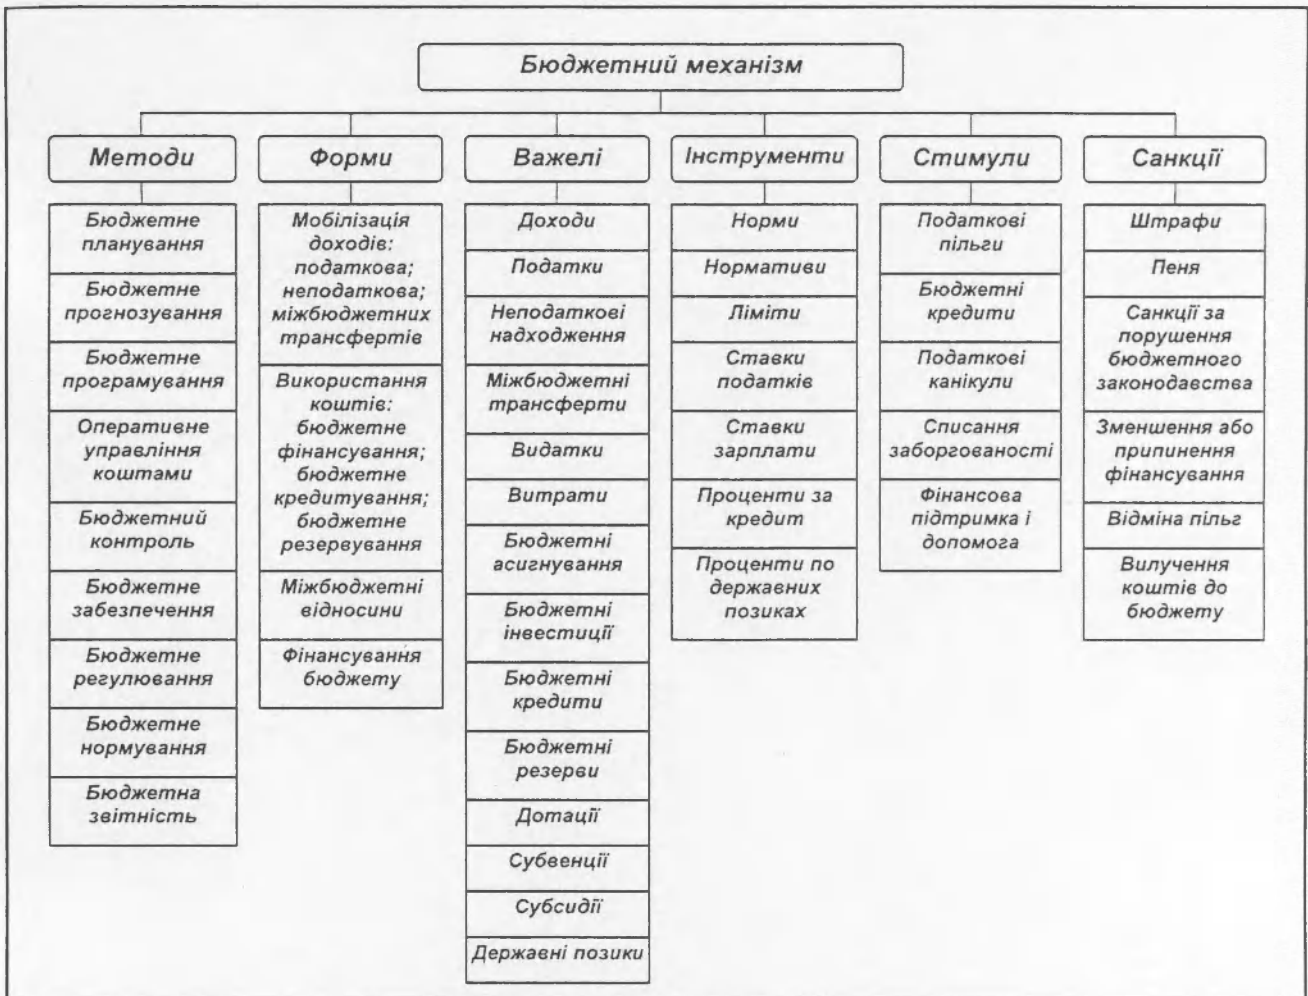 Бюджетний механізм
Методи
Форми
Важелі
Інструменти
Стимули
Санкції
Бюджетне
планування
Бюджетне
прогнозування
Бюджетне
програмування
Оперативне
управління
коштами
Бюджетний
контроль
Бюджетне
забезпечення
Бюджетне
регулювання
Бюджетне
нормування
Бюджетна
звітність
Мобілізація
доходів:
податкова;
неподаткова;
міжбюджетних
трансфертів
Використання
коштів:
бюджетне
фінансування;
бюджетне
кредитування;
бюджетне
резервування
Міжбюджетні
відносини
Фінансування
бюджету
Доходи
Податки
Неподаткові
надходження
Міжбюджетні
трансферти
Видатки
Витрати
Бюджетні
асигнування
Бюджетні
інвестиції
Бюджетні
кредити
Бюджетні
резерви
Дотації
Субвенції
Субсидії
Державні позики
Норми
Нормативи
Ліміти
Ставки
податків
Ставки
зарплати
Проценти за
кредит
Проценти по
державних
позиках
Податкові
пільги
Бюджетні
кредити
Податкові
канікули
Списання
заборгованості
Фінансова
підтримка і
допомога
Штрафи
Пеня
Санкції за
порушення
бюджетного
законодавства
Зменшення або
припинення
фінансування
Відміна пільг
Вилучення
коштів до
бюджету